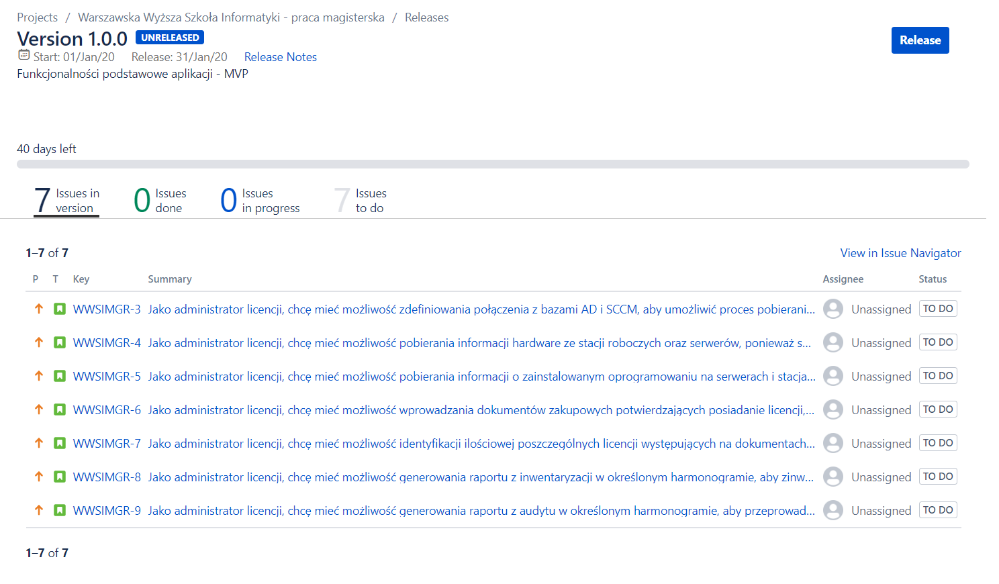 Projects / Warszawska Wyższa Szkoła Informatyki - praca magisterska / Releases
Version 1.0.0 UNRELEASED
Release
Start: 01/Jan/20 Release: 31/Jan/20 Release Notes
Funkcjonalności podstawowe aplikacji - MVP
40 days left
7 Issues in version
0 Issues done
0 Issues in progress
7 Issues to do
1–7 of 7
View in Issue Navigator
P T Key Summary Assignee Status
WWSIMGR-3 Jako administrator licencji, chcę mieć możliwość zdefiniowania połączenia z bazami AD i SCCM, aby umożliwić proces pobierani... Unassigned TO DO
WWSIMGR-4 Jako administrator licencji, chcę mieć możliwość pobierania informacji hardware ze stacji roboczych oraz serwerów, ponieważ s... Unassigned TO DO
WWSIMGR-5 Jako administrator licencji, chcę mieć możliwość pobierania informacji o zainstalowanym oprogramowaniu na serwerach i stacja... Unassigned TO DO
WWSIMGR-6 Jako administrator licencji, chcę mieć możliwość wprowadzania dokumentów zakupowych potwierdzających posiadanie licencji,... Unassigned TO DO
WWSIMGR-7 Jako administrator licencji, chcę mieć możliwość identyfikacji ilościowej poszczególnych licencji występujących na dokumentach... Unassigned TO DO
WWSIMGR-8 Jako administrator licencji, chcę mieć możliwość generowania raportu z inwentaryzacji w określonym harmonogramie, aby zinw... Unassigned TO DO
WWSIMGR-9 Jako administrator licencji, chcę mieć możliwość generowania raportu z audytu w określonym harmonogramie, aby przeprowad... Unassigned TO DO
1–7 of 7